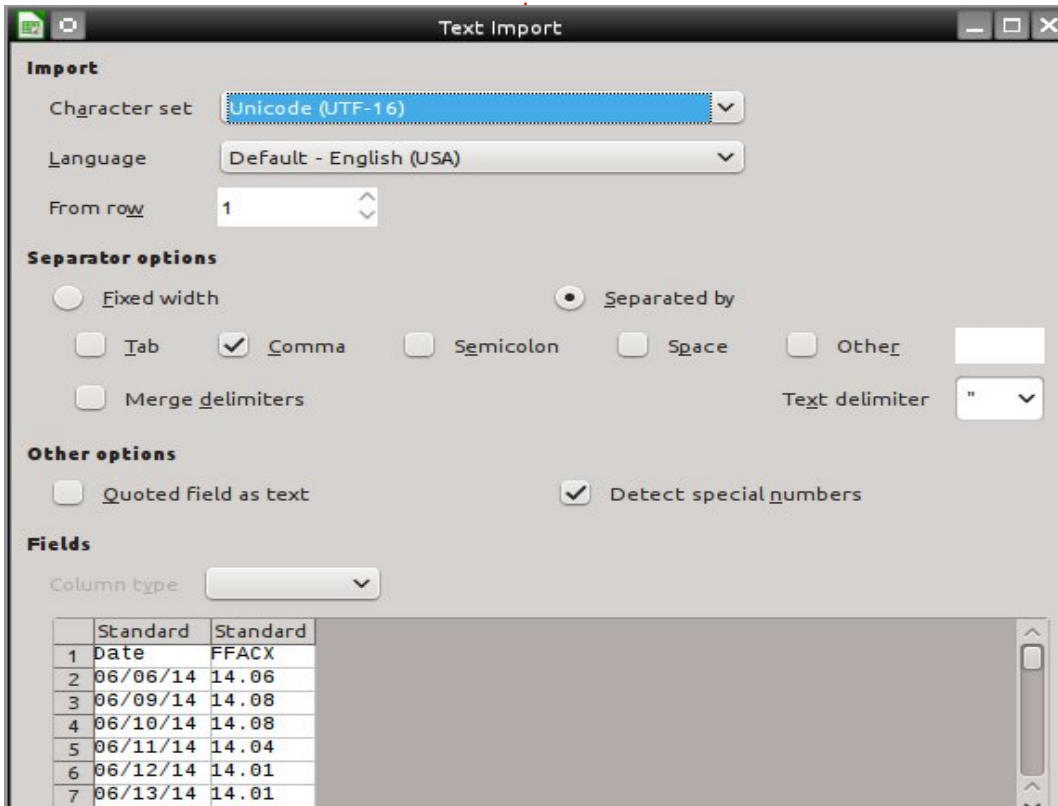 Text Import
Import
Character set Unicode (UTF-16)
Language Default - English (USA)
From row 1
Separator options
Fixed width Separated by
Tab Comma Semicolon Space Other
Merge delimiters Text delimiter "
Other options
Quoted field as text Detect special numbers
Fields
Column type
Standard Standard
1 Date FFACX
2 06/06/14 14.06
3 06/09/14 14.08
4 06/10/14 14.08
5 06/11/14 14.04
6 06/12/14 14.01
7 06/13/14 14.01